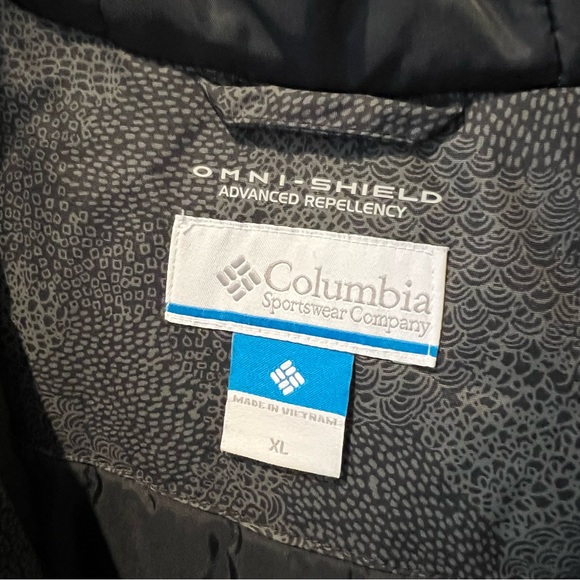 OMNI-SHIELD
ADVANCED REPELLENCY
Columbia
Sportswear Company
MADE IN VIETNAM
XL